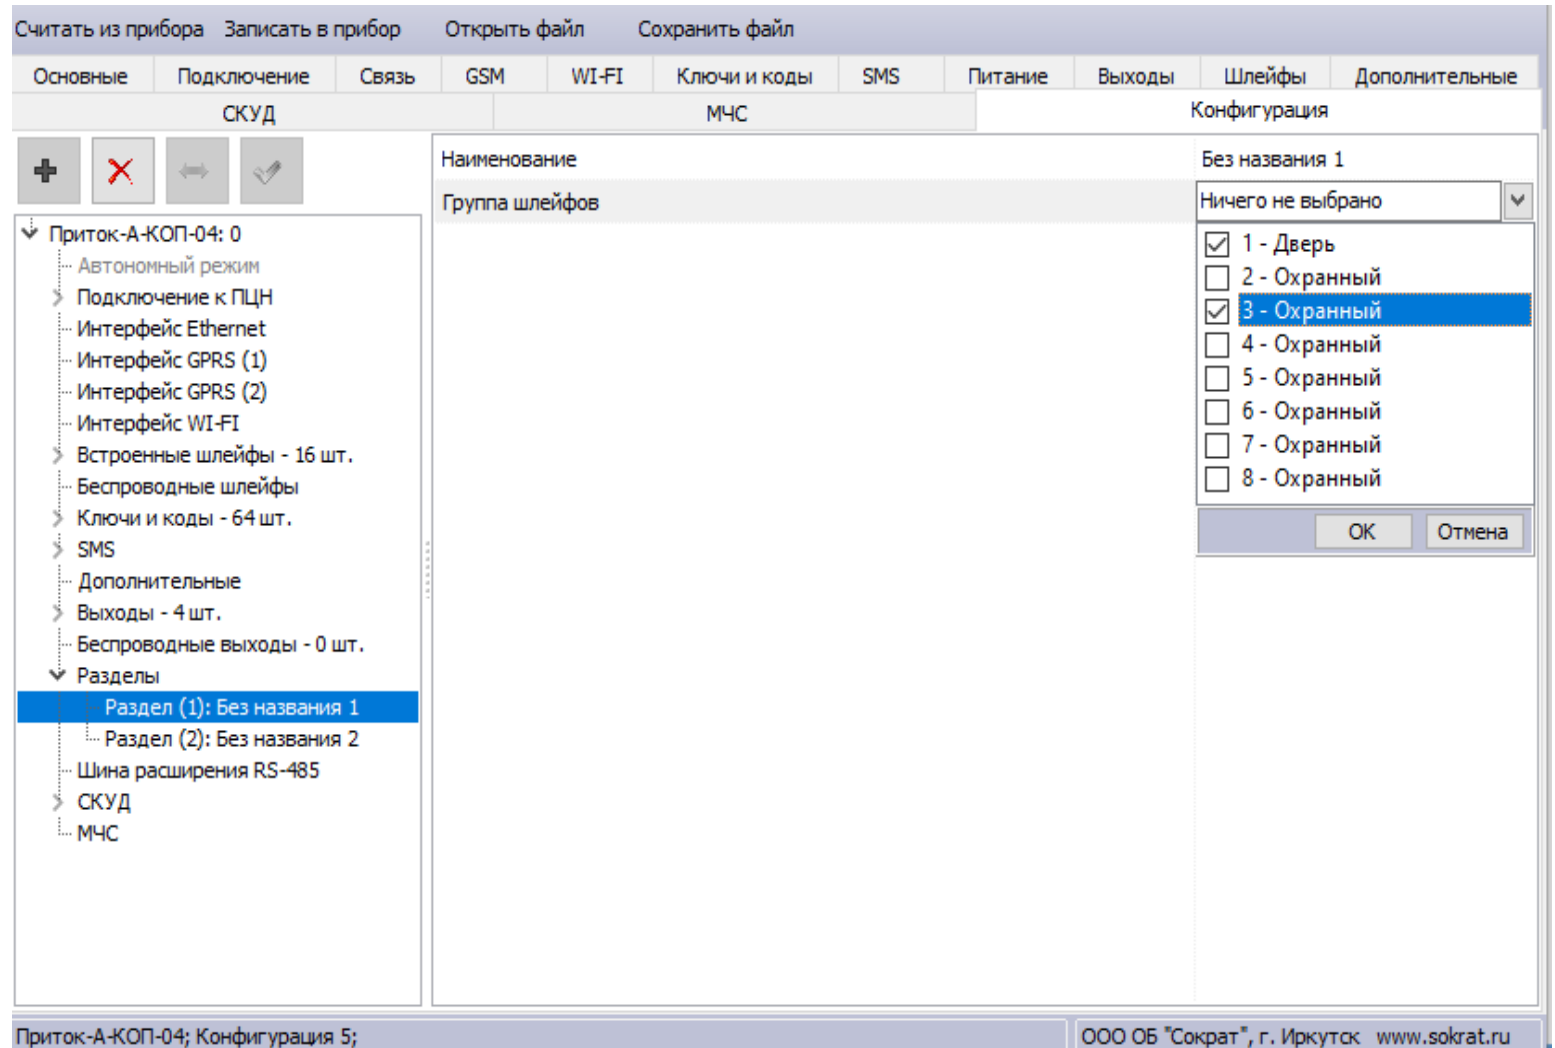 Считать из прибора Записать в прибор Открыть файл Сохранить файл
Основные Подключение Связь GSM WI-FI Ключи и коды SMS Питание Выходы Шлейфы Дополнительные
СКУД МЧС Конфигурация
Наименование Без названия 1
Группа шлейфов Ничего не выбрано
1 - Дверь
2 - Охранный
3 - Охранный
4 - Охранный
5 - Охранный
6 - Охранный
7 - Охранный
8 - Охранный
OK Отмена
Приток-А-КОП-04: 0
Автономный режим
Подключение к ПЦН
Интерфейс Ethernet
Интерфейс GPRS (1)
Интерфейс GPRS (2)
Интерфейс WI-FI
Встроенные шлейфы - 16 шт.
Беспроводные шлейфы
Ключи и коды - 64 шт.
SMS
Дополнительные
Выходы - 4 шт.
Беспроводные выходы - 0 шт.
Разделы
Раздел (1): Без названия 1
Раздел (2): Без названия 2
Шина расширения RS-485
СКУД
МЧС
Приток-А-КОП-04; Конфигурация 5; ООО ОБ "Сократ", г. Иркутск www.sokrat.ru